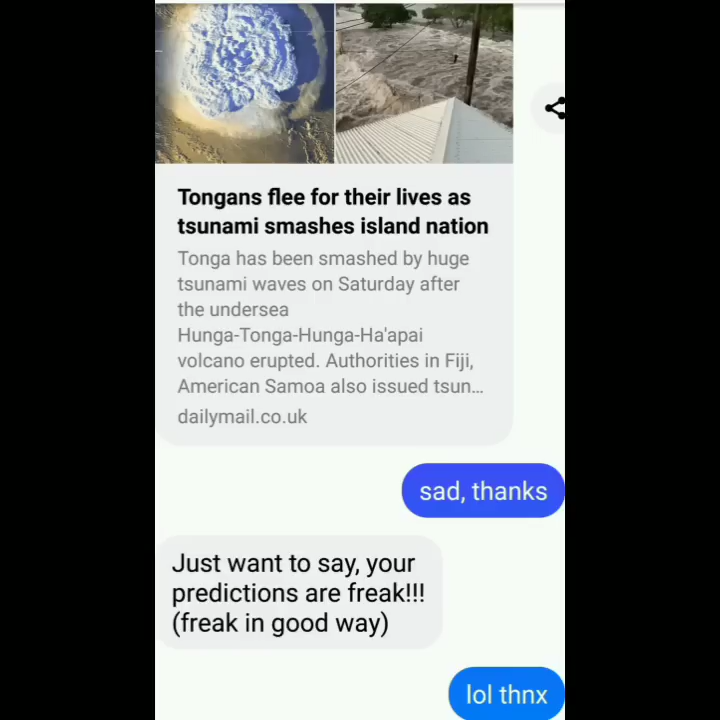 Tongans flee for their lives as
tsunami smashes island nation
Tonga has been smashed by huge
tsunami waves on Saturday after
the undersea
Hunga-Tonga-Hunga-Ha'apai
volcano erupted. Authorities in Fiji,
American Samoa also issued tsun...
dailymail.co.uk
sad, thanks
Just want to say, your
predictions are freak!!!
(freak in good way)
lol thnx